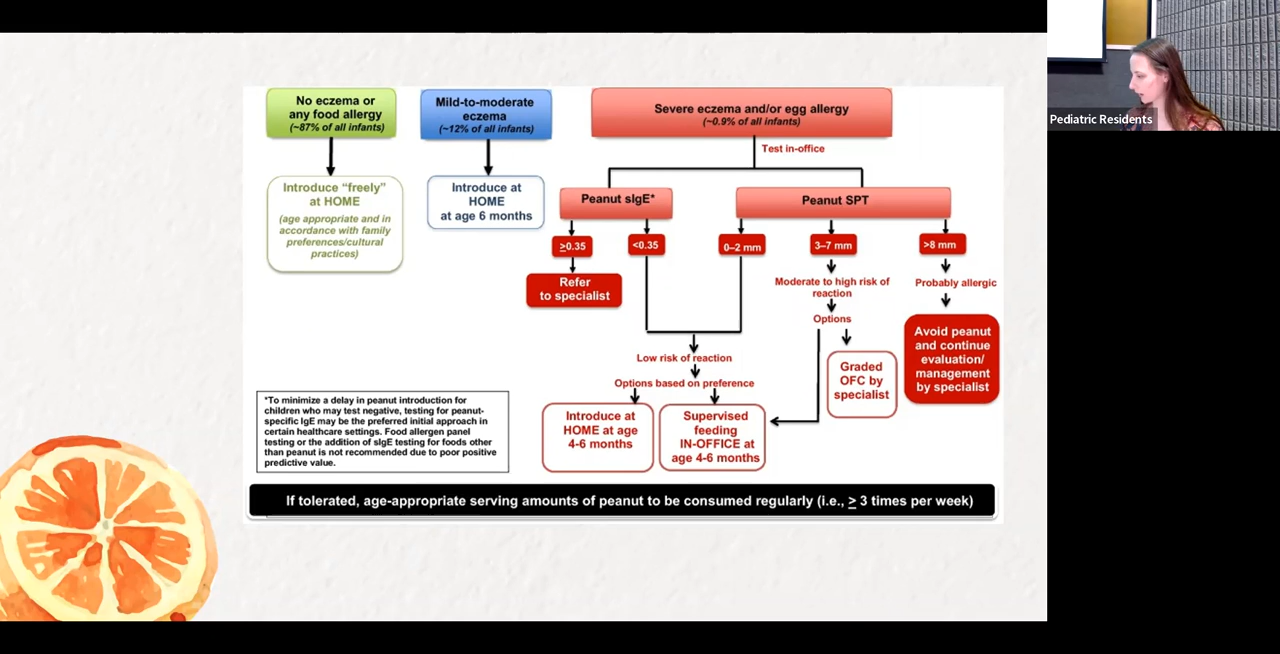 No eczema or
any food allergy
(~87% of all infants)
Mild-to-moderate
eczema
(~12% of all infants)
Severe eczema and/or egg allergy
(~0.9% of all infants)
Pediatric Residents
Test in-office
Introduce “freely”
at HOME
(age appropriate and in
accordance with family
preferences/cultural
practices)
Introduce at
HOME
at age 6 months
Peanut sIgE*
Peanut SPT
≥0.35
<0.35
0–2 mm
3–7 mm
>8 mm
Refer
to specialist
Moderate to high risk of
reaction
Probably allergic
Options
Avoid peanut
and continue
evaluation/
management
by specialist
Low risk of reaction
Graded
OFC by
specialist
Options based on preference
Introduce at
HOME at age
4-6 months
Supervised
feeding
IN-OFFICE at
age 4-6 months
*To minimize a delay in peanut introduction for
children who may test negative, testing for peanut-
specific IgE may be the preferred initial approach in
certain healthcare settings. Food allergen panel
testing or the addition of sIgE testing for foods other
than peanut is not recommended due to poor positive
predictive value.
If tolerated, age-appropriate serving amounts of peanut to be consumed regularly (i.e., ≥ 3 times per week)